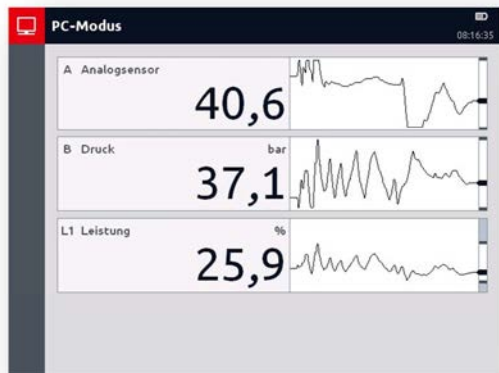 PC-Modus
08:16:35
A Analogsensor
40,6
B Druck bar
37,1
L1 Leistung %
25,9